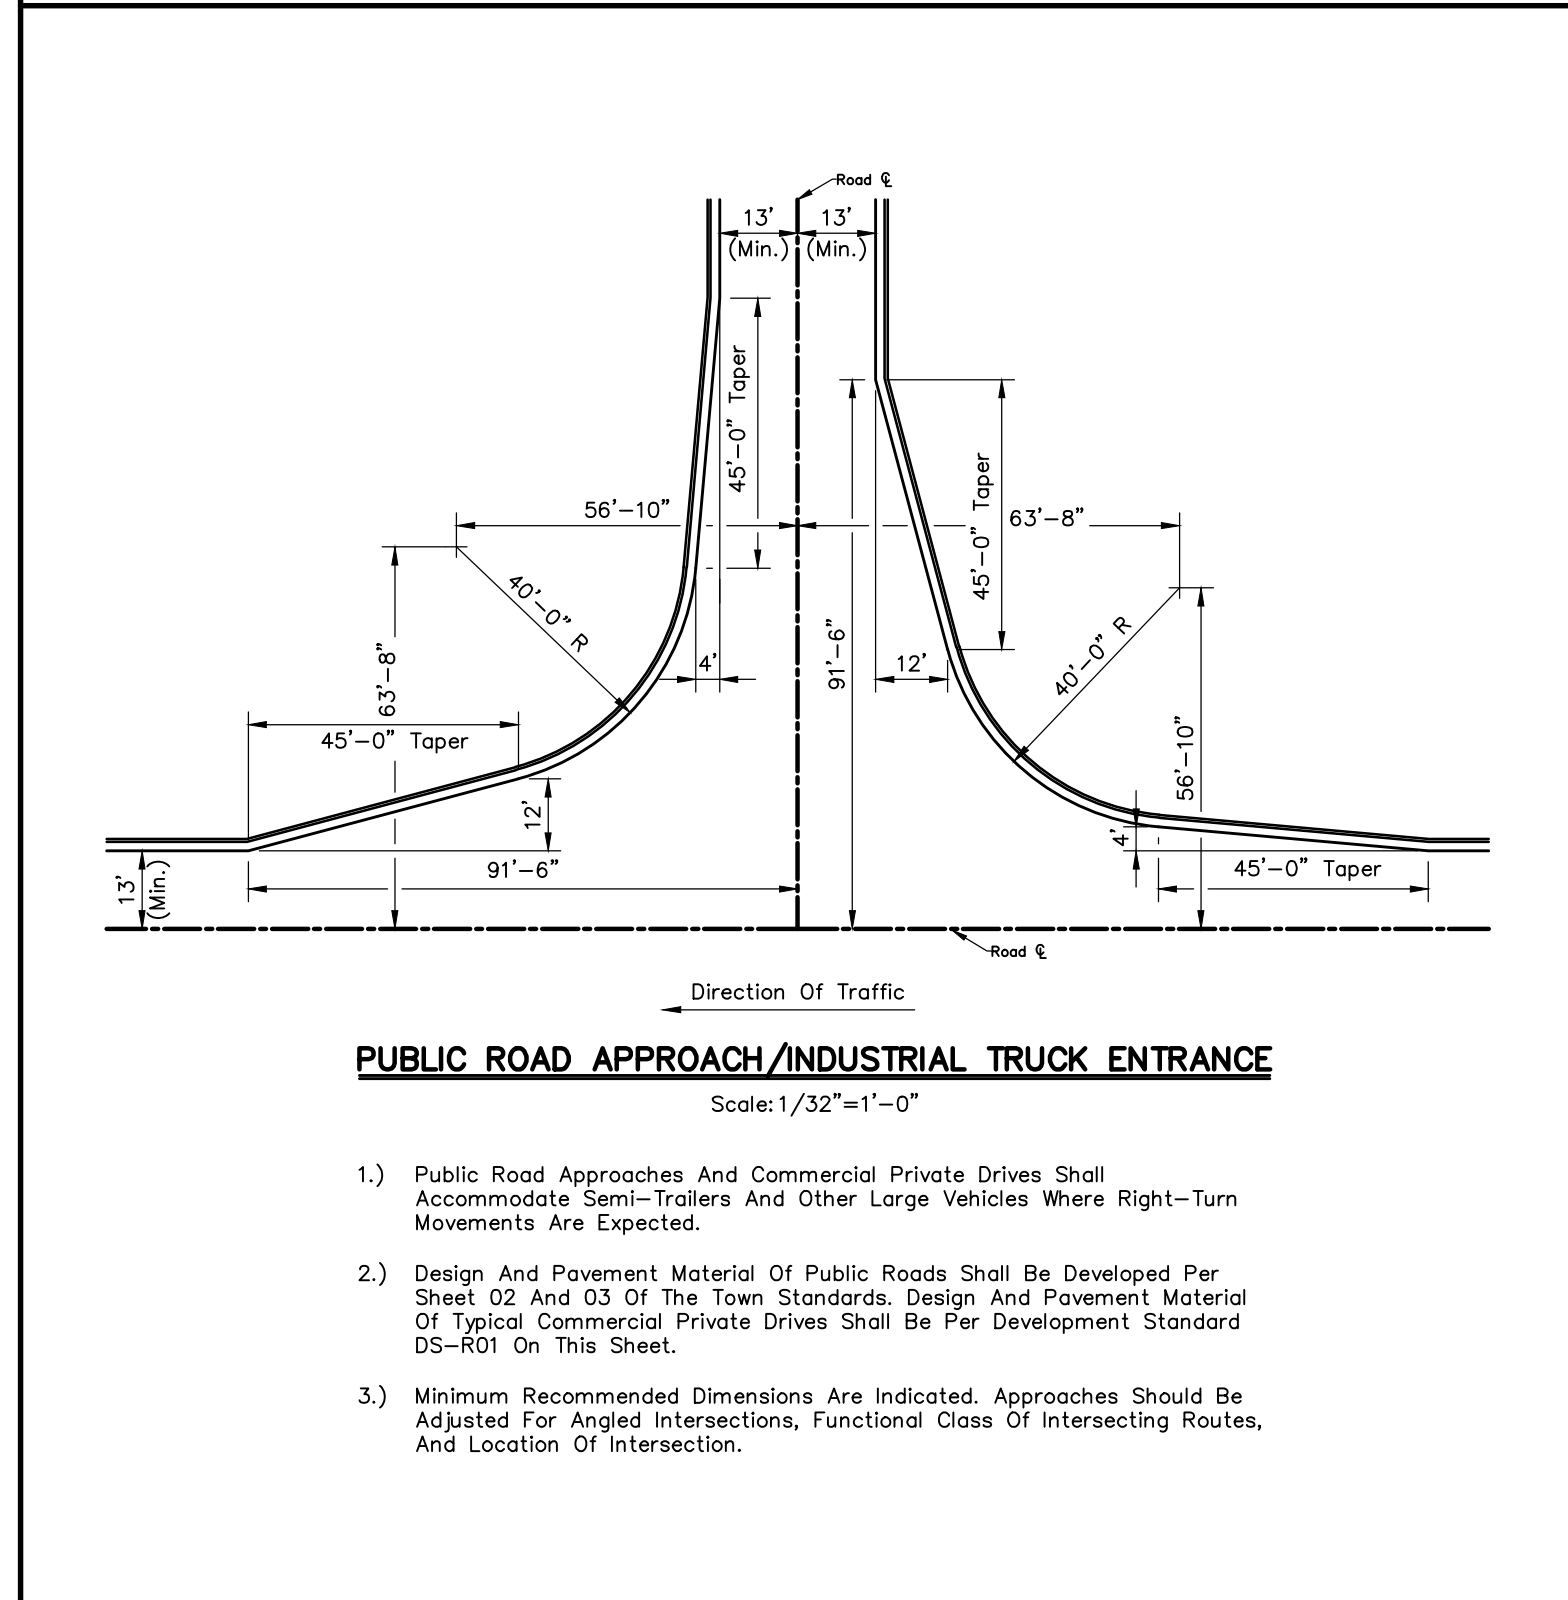 Road ℄
13' 13'
(Min.) (Min.)
45'-0" Taper
56'-10"
63'-8"
45'-0" Taper
40'-0" R
63'-8"
4'
91'-6"
12'
40'-0" R
45'-0" Taper
56'-10"
12'
4'
91'-6"
45'-0" Taper
13'
(Min.)
Road ℄
Direction Of Traffic
PUBLIC ROAD APPROACH/INDUSTRIAL TRUCK ENTRANCE
Scale: 1/32"=1'-0"
1.) Public Road Approaches And Commercial Private Drives Shall
Accommodate Semi-Trailers And Other Large Vehicles Where Right-Turn
Movements Are Expected.
2.) Design And Pavement Material Of Public Roads Shall Be Developed Per
Sheet 02 And 03 Of The Town Standards. Design And Pavement Material
Of Typical Commercial Private Drives Shall Be Per Development Standard
DS-R01 On This Sheet.
3.) Minimum Recommended Dimensions Are Indicated. Approaches Should Be
Adjusted For Angled Intersections, Functional Class Of Intersecting Routes,
And Location Of Intersection.